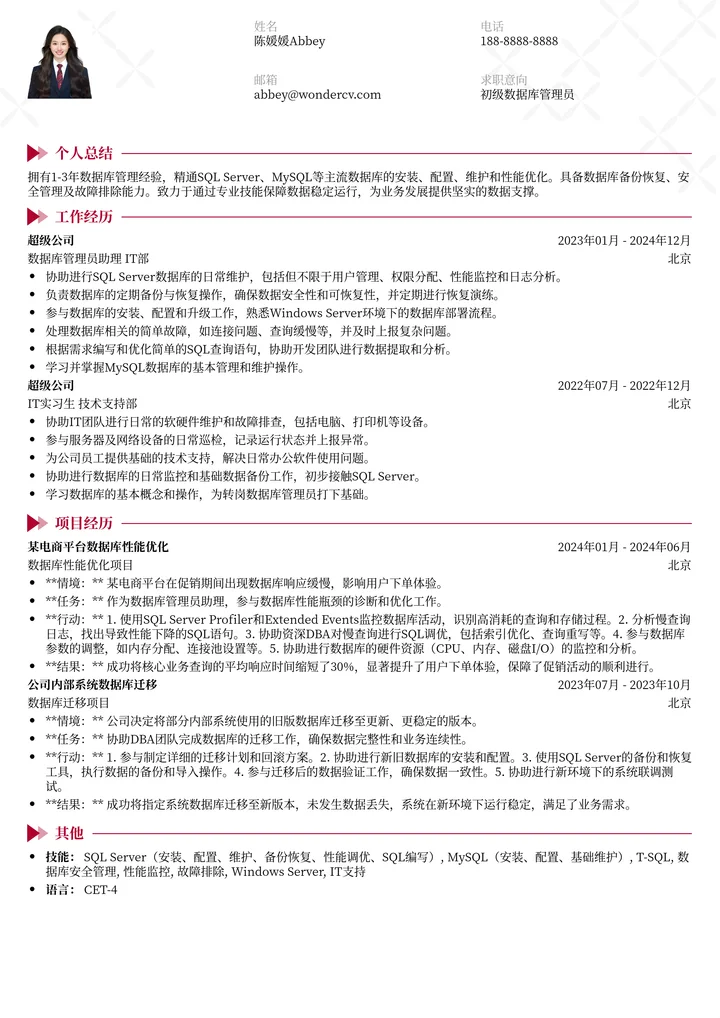 姓名
陈媛媛Abbey
电话
188-8888-8888
邮箱
abbey@wondercv.com
求职意向
初级数据库管理员
个人总结
拥有1-3年数据库管理经验，精通SQL Server、MySQL等主流数据库的安装、配置、维护和性能优化。具备数据库备份恢复、安
全管理及故障排除能力。致力于通过专业技能保障数据稳定运行，为业务发展提供坚实的数据支撑。
工作经历
超级公司 2023年01月 - 2024年12月
数据库管理员助理 IT部 北京
• 协助进行SQL Server数据库的日常维护，包括但不限于用户管理、权限分配、性能监控和日志分析。
• 负责数据库的定期备份与恢复操作，确保数据安全性和可恢复性，并定期进行恢复演练。
• 参与数据库的安装、配置和升级工作，熟悉Windows Server环境下的数据库部署流程。
• 处理数据库相关的简单故障，如连接问题、查询缓慢等，并及时上报复杂问题。
• 根据需求编写和优化简单的SQL查询语句，协助开发团队进行数据提取和分析。
• 学习并掌握MySQL数据库的基本管理和维护操作。
超级公司 2022年07月 - 2022年12月
IT实习生 技术支持部 北京
• 协助IT团队进行日常的软硬件维护和故障排查，包括电脑、打印机等设备。
• 参与服务器及网络设备的日常巡检，记录运行状态并上报异常。
• 为公司员工提供基础的技术支持，解决日常办公软件使用问题。
• 协助进行数据库的日常监控和基础数据备份工作，初步接触SQL Server。
• 学习数据库的基本概念和操作，为转岗数据库管理员打下基础。
项目经历
某电商平台数据库性能优化 2024年01月 - 2024年06月
数据库性能优化项目 北京
• **情境：** 某电商平台在促销期间出现数据库响应缓慢，影响用户下单体验。
• **任务：** 作为数据库管理员助理，参与数据库性能瓶颈的诊断和优化工作。
• **行动：** 1. 使用SQL Server Profiler和Extended Events监控数据库活动，识别高消耗的查询和存储过程。2. 分析慢查询
日志，找出导致性能下降的SQL语句。3. 协助资深DBA对慢查询进行SQL调优，包括索引优化、查询重写等。4. 参与数据库
参数的调整，如内存分配、连接池设置等。5. 协助进行数据库的硬件资源（CPU、内存、磁盘I/O）的监控和分析。
• **结果：** 成功将核心业务查询的平均响应时间缩短了30%，显著提升了用户下单体验，保障了促销活动的顺利进行。
公司内部系统数据库迁移 2023年07月 - 2023年10月
数据库迁移项目 北京
• **情境：** 公司决定将部分内部系统使用的旧版数据库迁移至更新、更稳定的版本。
• **任务：** 协助DBA团队完成数据库的迁移工作，确保数据完整性和业务连续性。
• **行动：** 1. 参与制定详细的迁移计划和回滚方案。2. 协助进行新旧数据库的安装和配置。3. 使用SQL Server的备份和恢复
工具，执行数据的备份和导入操作。4. 参与迁移后的数据验证工作，确保数据一致性。5. 协助进行新环境下的系统联调测
试。
• **结果：** 成功将指定系统数据库迁移至新版本，未发生数据丢失，系统在新环境下运行稳定，满足了业务需求。
其他
• 技能： SQL Server（安装、配置、维护、备份恢复、性能调优、SQL编写）, MySQL（安装、配置、基础维护）, T-SQL, 数
据库安全管理, 性能监控, 故障排除, Windows Server, IT支持
• 语言： CET-4